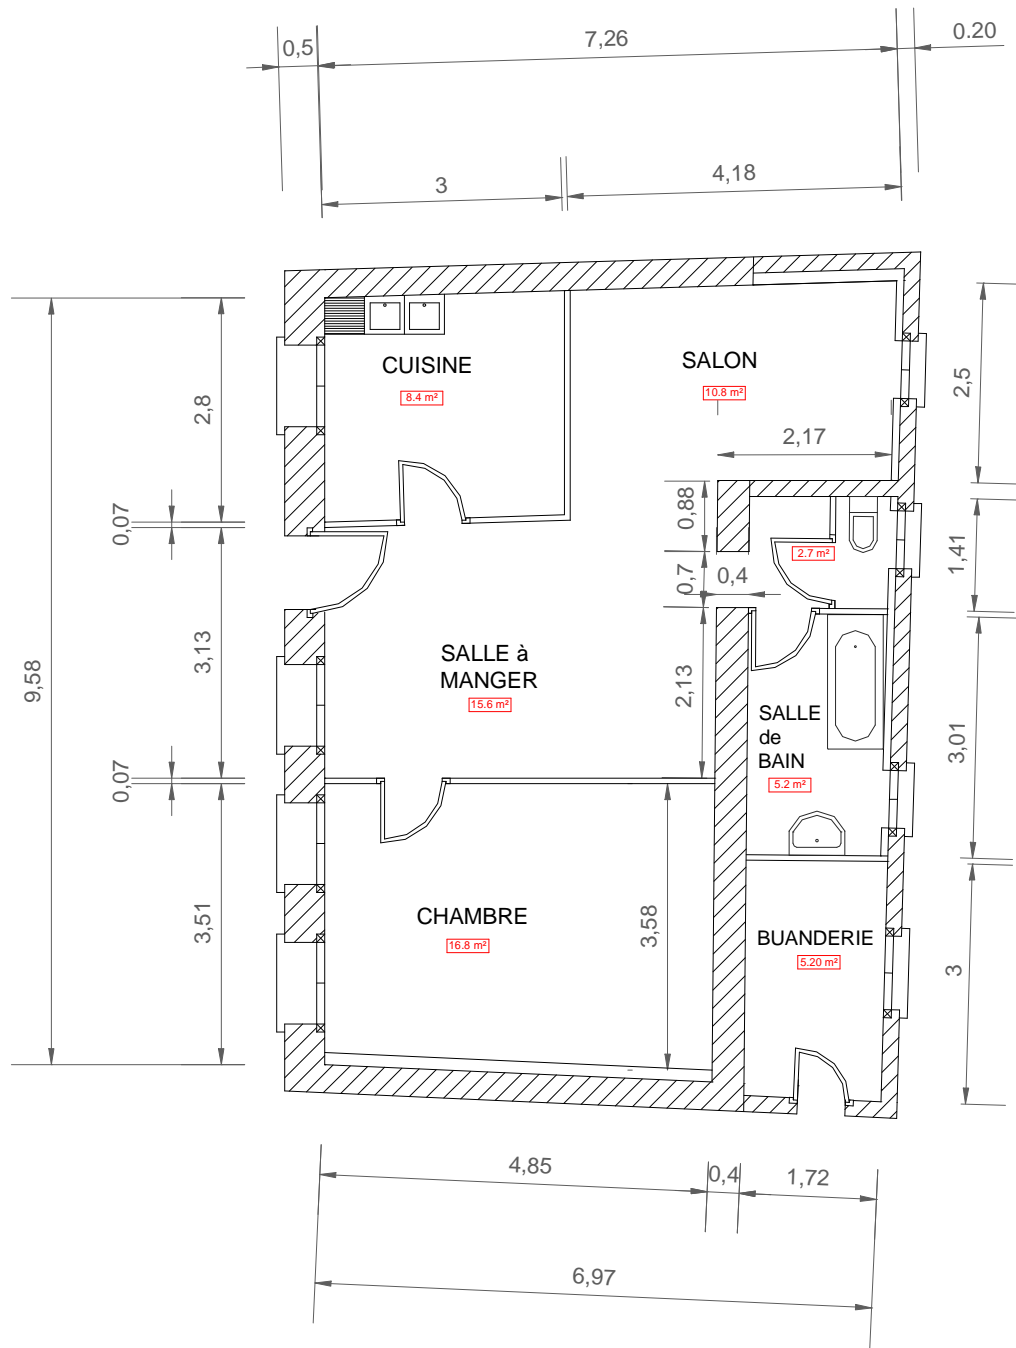 0,5
7,26
0.20
3
4,18
CUISINE
8.4 m²
SALON
10.8 m²
2,8
2,5
2,17
0,07
0,88
1,41
2.7 m²
0,7
0,4
9,58
3,13
SALLE à
MANGER
15.6 m²
2,13
SALLE
de
BAIN
5.2 m²
3,01
0,07
3,51
CHAMBRE
16.8 m²
3,58
BUANDERIE
5.20 m²
3
4,85
0,4
1,72
6,97